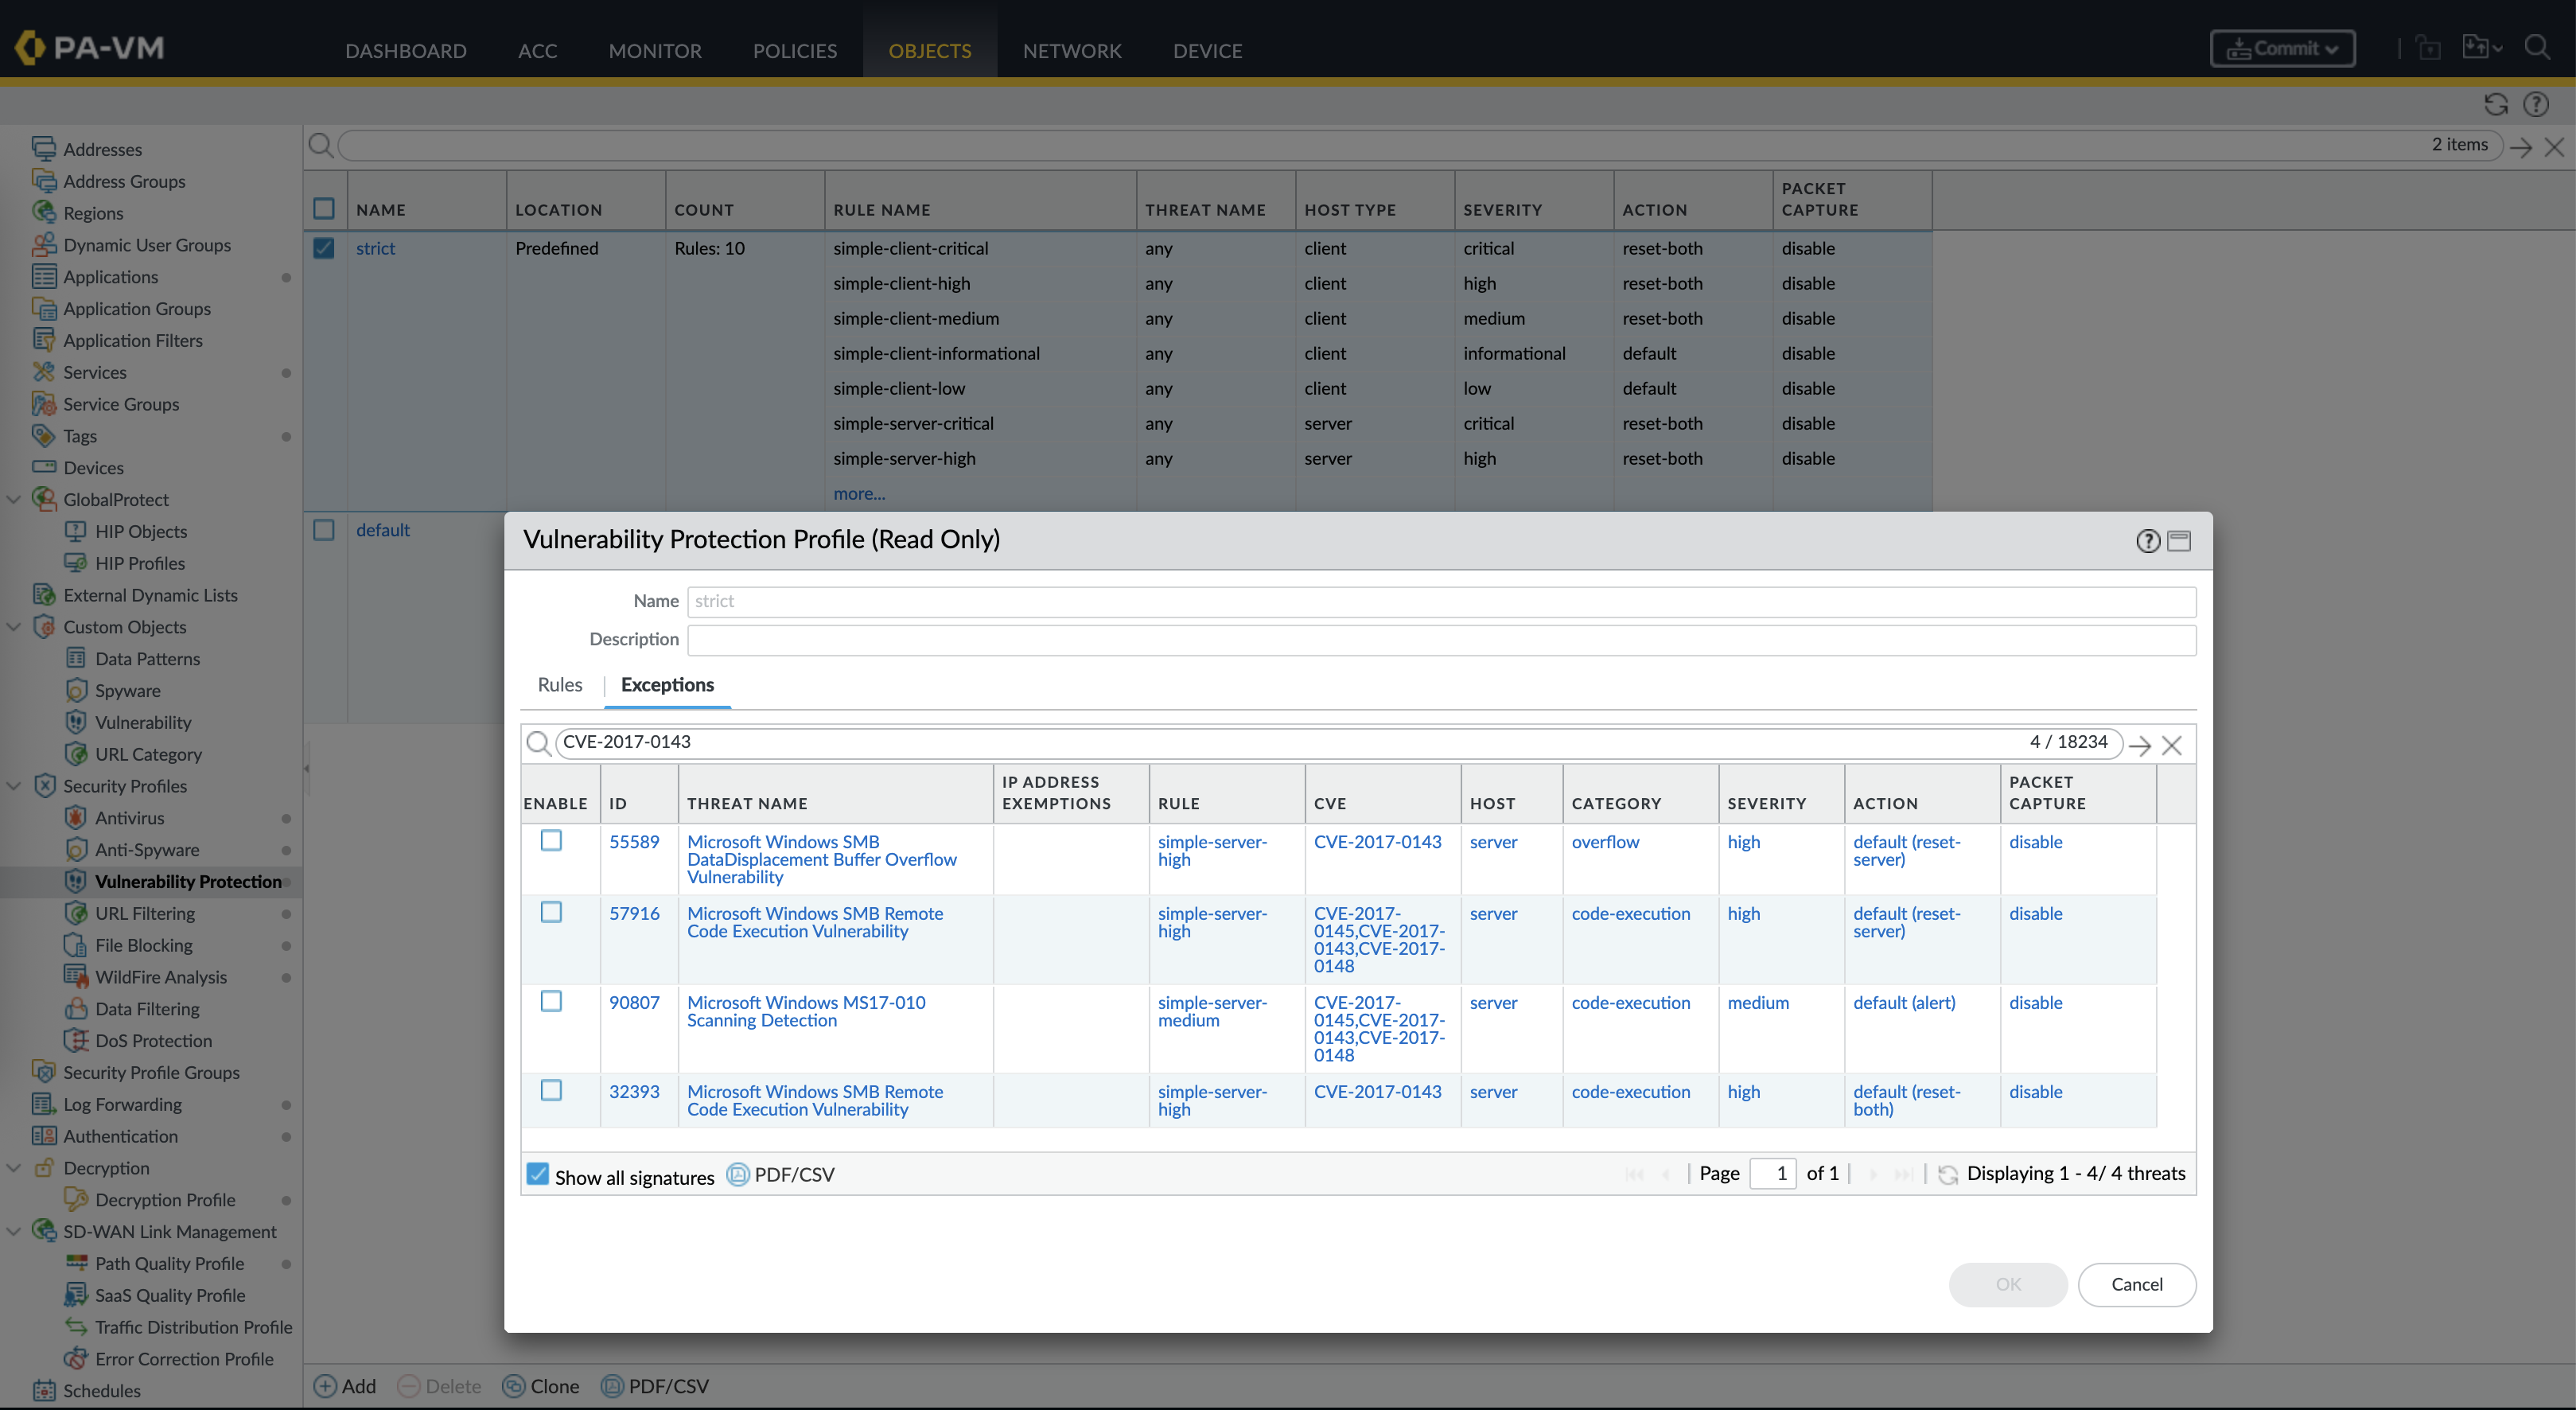 PA-VM
DASHBOARD ACC MONITOR POLICIES OBJECTS NETWORK DEVICE
Commit
2 items
Addresses
Address Groups
Regions
Dynamic User Groups
Applications
Application Groups
Application Filters
Services
Service Groups
Tags
Devices
GlobalProtect
HIP Objects
HIP Profiles
External Dynamic Lists
Custom Objects
Data Patterns
Spyware
Vulnerability
URL Category
Security Profiles
Antivirus
Anti-Spyware
Vulnerability Protection
URL Filtering
File Blocking
WildFire Analysis
Data Filtering
DoS Protection
Security Profile Groups
Log Forwarding
Authentication
Decryption
Decryption Profile
SD-WAN Link Management
Path Quality Profile
SaaS Quality Profile
Traffic Distribution Profile
Error Correction Profile
Schedules
NAME LOCATION COUNT RULE NAME THREAT NAME HOST TYPE SEVERITY ACTION PACKET CAPTURE
strict Predefined Rules: 10 simple-client-critical any client critical reset-both disable
simple-client-high any client high reset-both disable
simple-client-medium any client medium reset-both disable
simple-client-informational any client informational default disable
simple-client-low any client low default disable
simple-server-critical any server critical reset-both disable
simple-server-high any server high reset-both disable
more...
default
Vulnerability Protection Profile (Read Only)
Name strict
Description
Rules Exceptions
CVE-2017-0143 4 / 18234
ENABLE ID THREAT NAME IP ADDRESS EXEMPTIONS RULE CVE HOST CATEGORY SEVERITY ACTION PACKET CAPTURE
55589 Microsoft Windows SMB DataDisplacement Buffer Overflow Vulnerability simple-server-high CVE-2017-0143 server overflow high default (reset-server) disable
57916 Microsoft Windows SMB Remote Code Execution Vulnerability simple-server-high CVE-2017-0145,CVE-2017-0143,CVE-2017-0148 server code-execution high default (reset-server) disable
90807 Microsoft Windows MS17-010 Scanning Detection simple-server-medium CVE-2017-0145,CVE-2017-0143,CVE-2017-0148 server code-execution medium default (alert) disable
32393 Microsoft Windows SMB Remote Code Execution Vulnerability simple-server-high CVE-2017-0143 server code-execution high default (reset-both) disable
Show all signatures PDF/CSV Page 1 of 1 Displaying 1 - 4/ 4 threats
OK Cancel
Add Delete Clone PDF/CSV